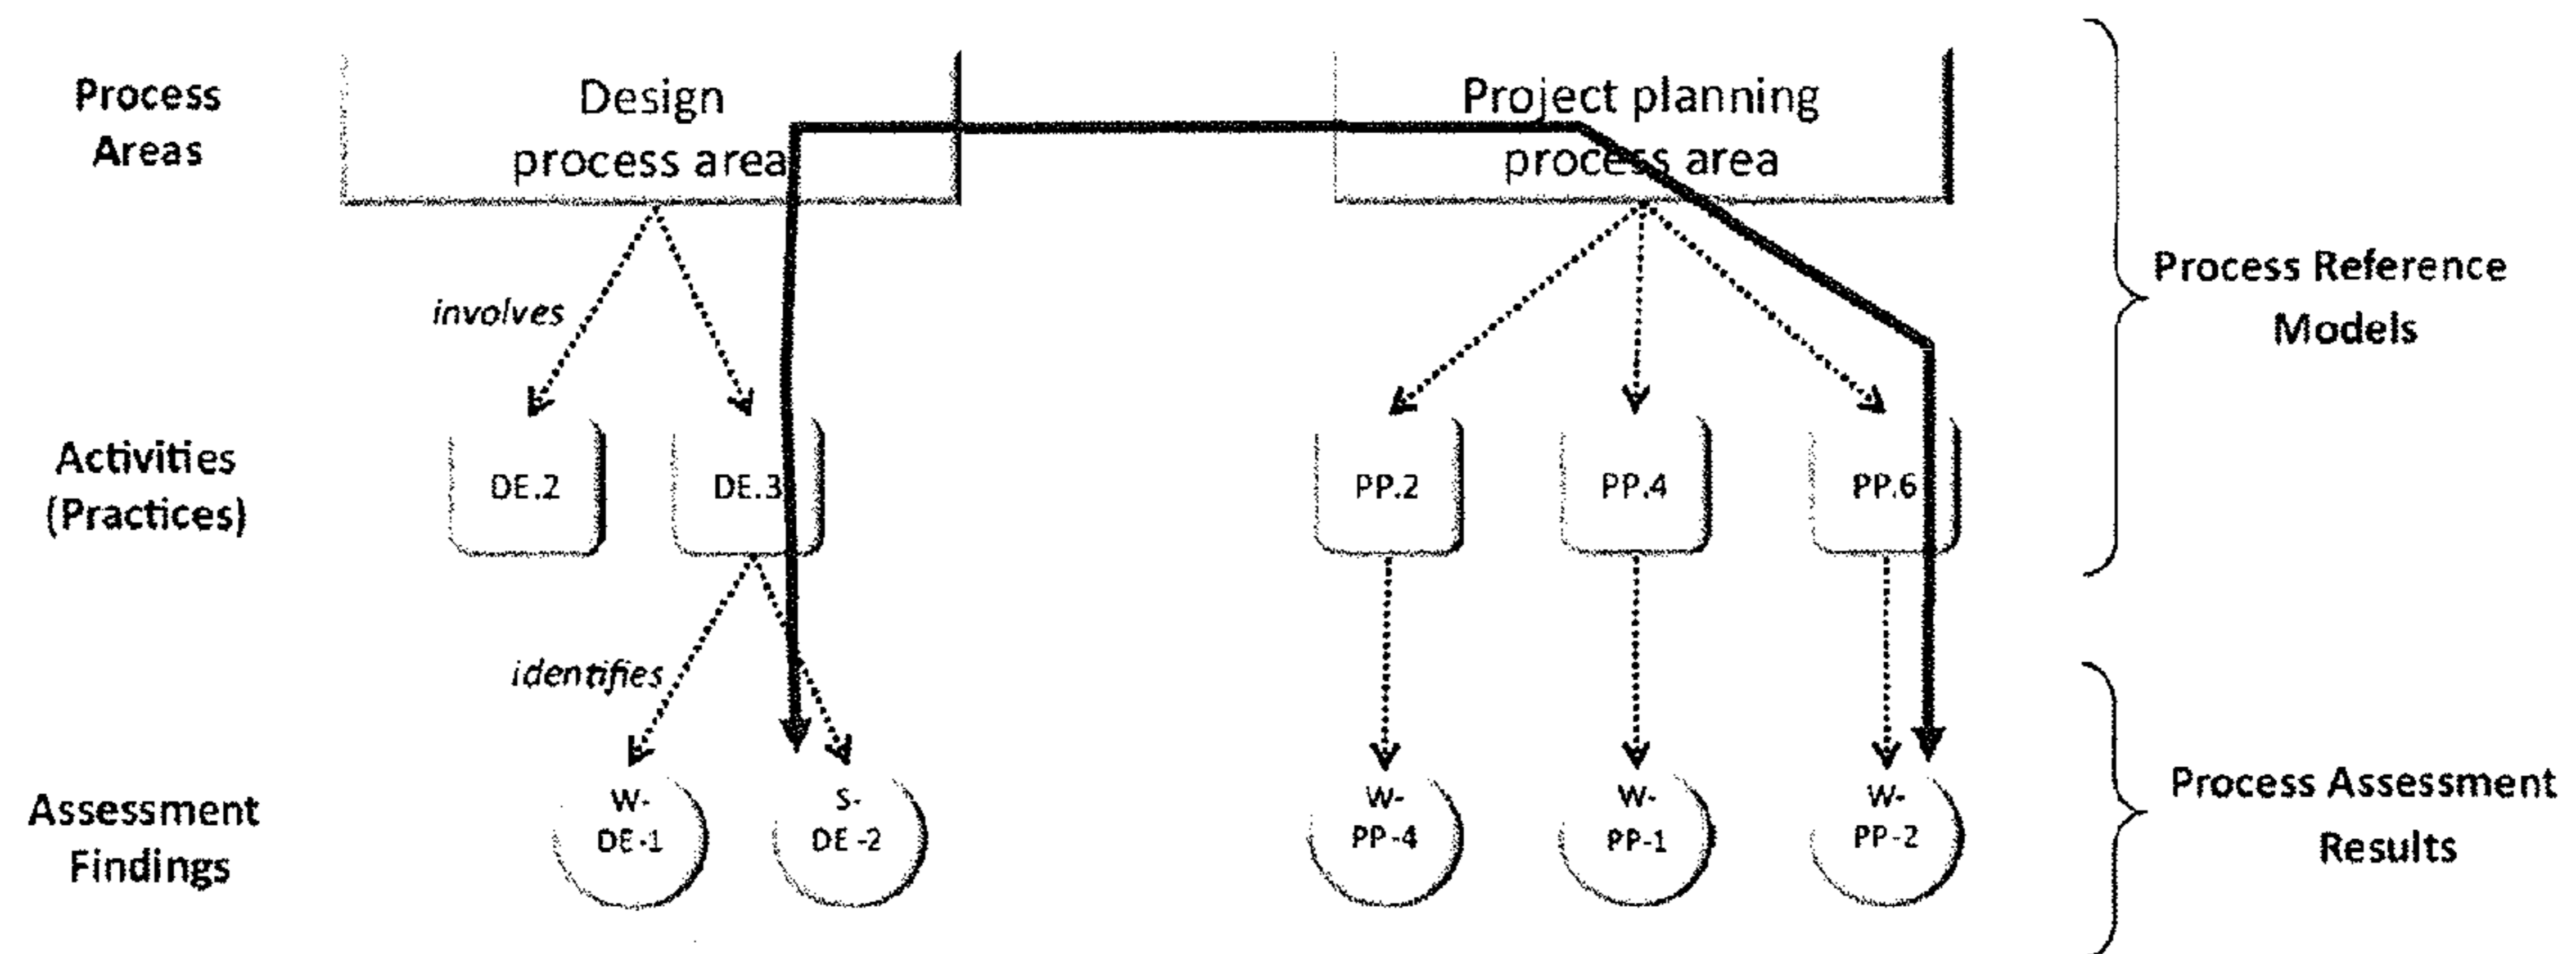 Process
Areas
Design
process area
Project planning
process area
Process Reference
Models
involves
Activities
(Practices)
DE.2
DE.3
PP.2
PP.4
PP.6
identifies
Assessment
Findings
W-
DE-1
S-
DE-2
W-
PP-4
W-
PP-1
W-
PP-2
Process Assessment
Results